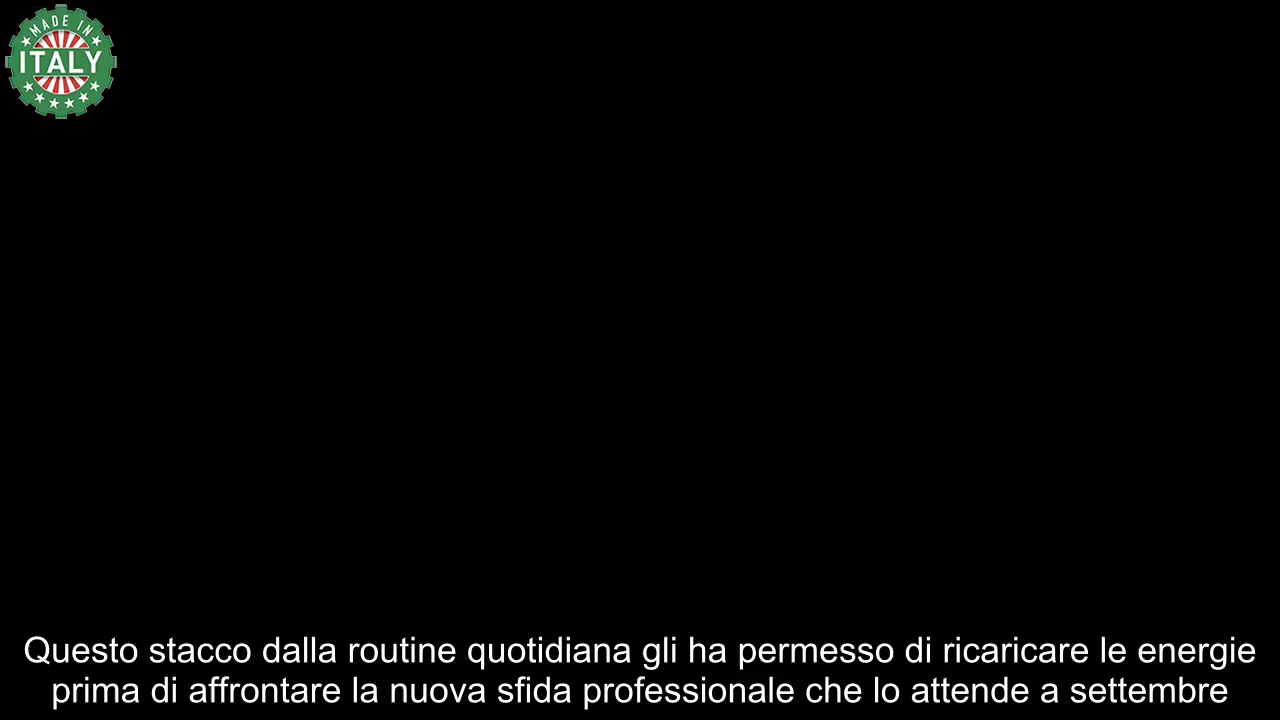 MADE IN
ITALY
Questo stacco dalla routine quotidiana gli ha permesso di ricaricare le energie
prima di affrontare la nuova sfida professionale che lo attende a settembre